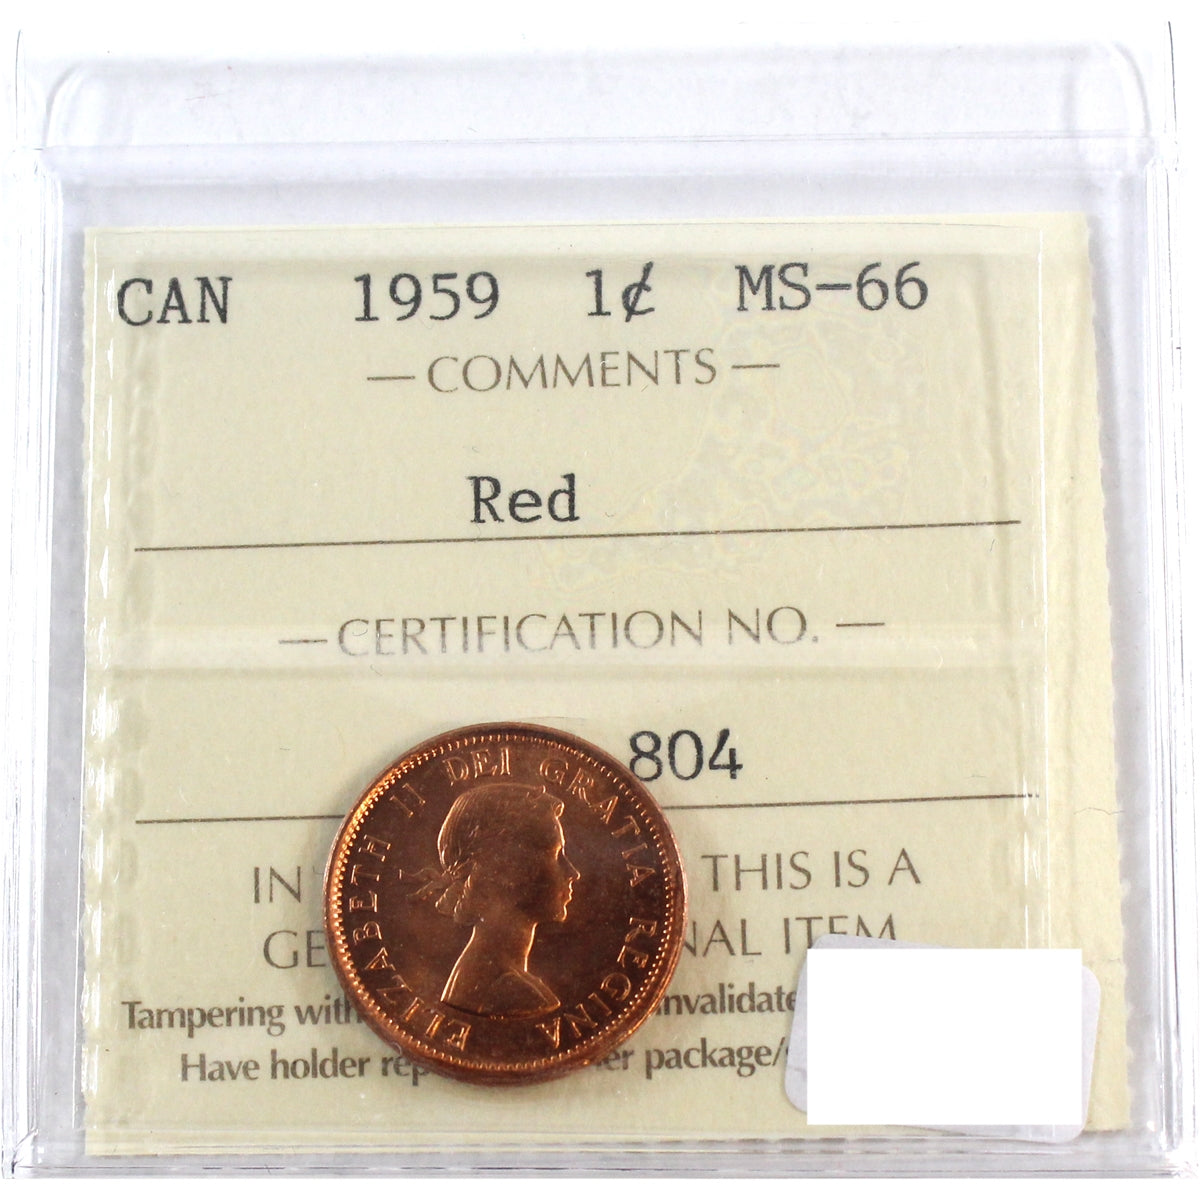 CAN 1959 1¢ MS-66
— COMMENTS —
Red
— CERTIFICATION NO. —
804
IN THIS IS A
GE NAL ITEM
Tampering with invalidate
Have holder rep er package/
ELIZABETH II DEI GRATIA REGINA